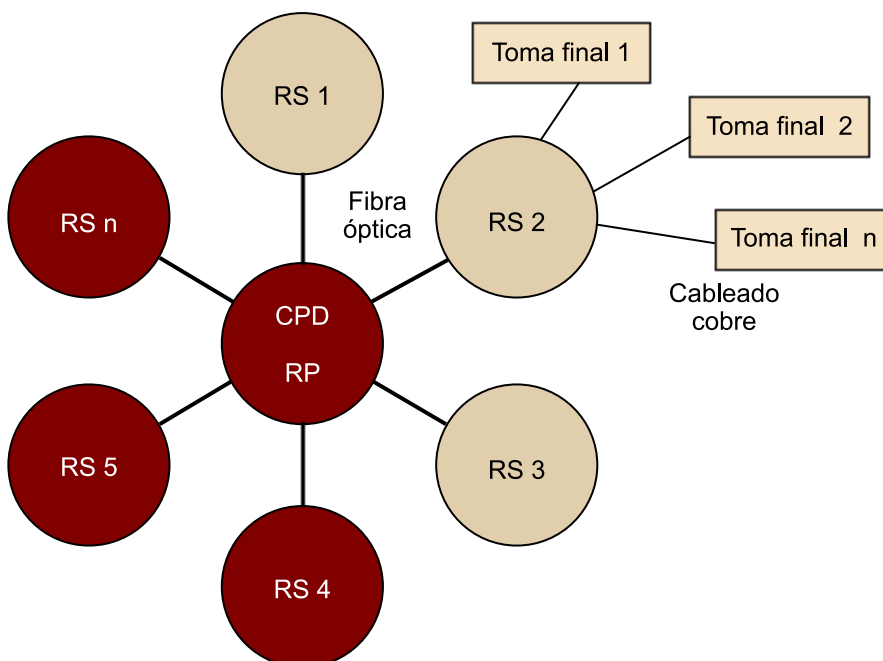 Toma final 1
RS 1
Toma final 2
RS n
Fibra
óptica
RS 2
Toma final n
Cableado
cobre
CPD
RP
RS 5
RS 3
RS 4